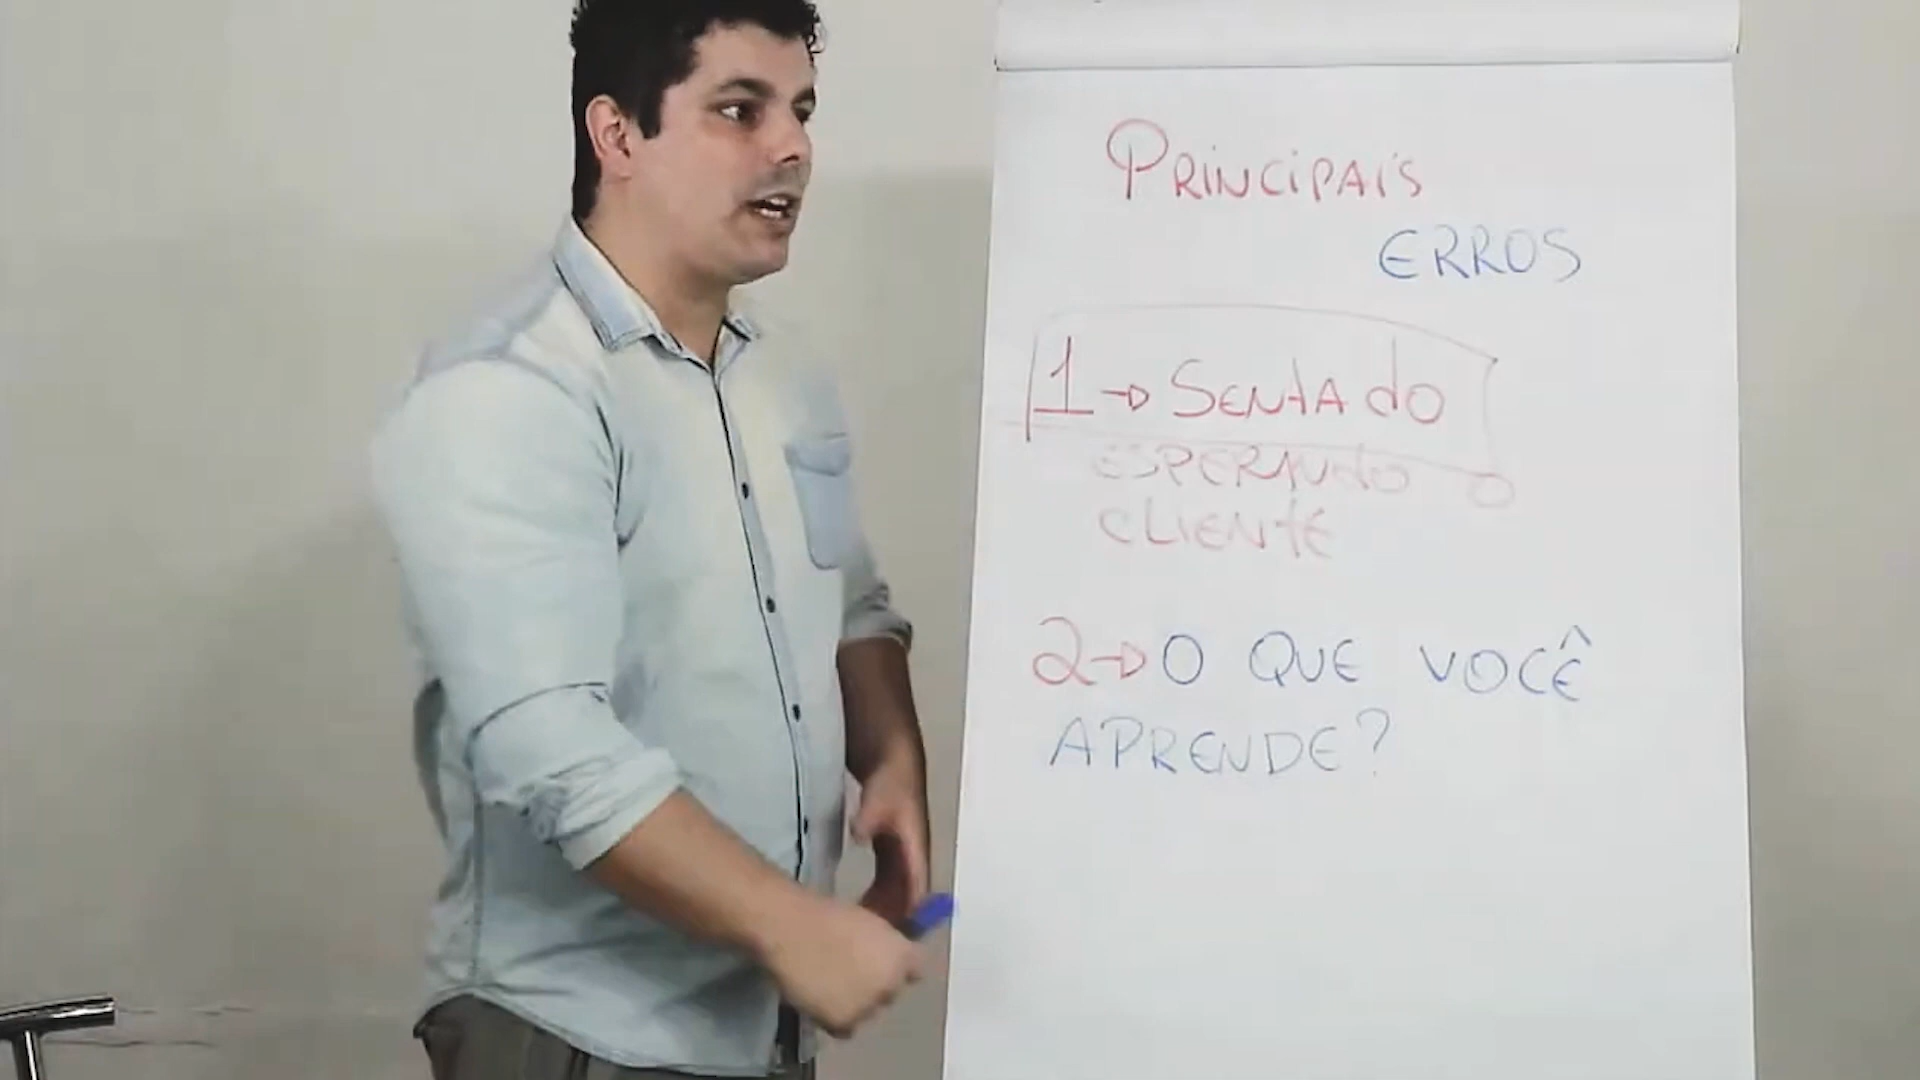 PRINCIPAIS
ERROS
1→ SENTADO
ESPERANDO
CLIENTE
2→ O QUE VOCÊ
APRENDE?